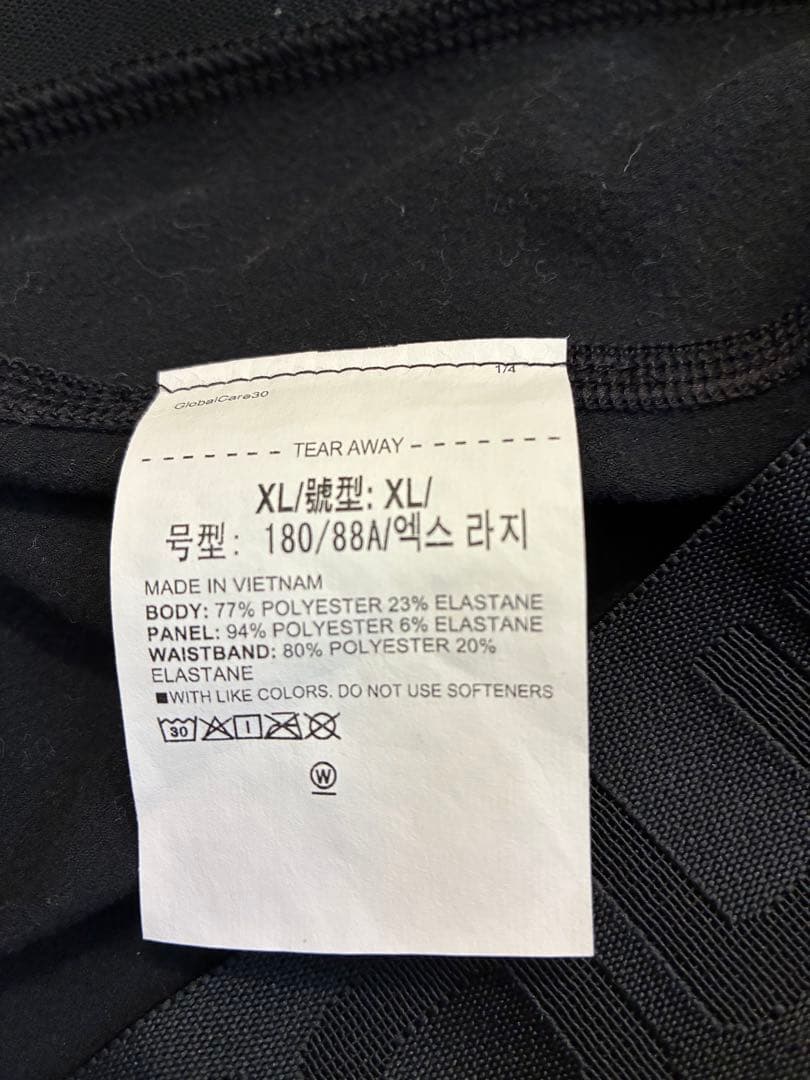 1/4
GlobalCare30
TEAR AWAY
XL/號型: XL/
号型: 180/88A/엑스 라지
MADE IN VIETNAM
BODY: 77% POLYESTER 23% ELASTANE
PANEL: 94% POLYESTER 6% ELASTANE
WAISTBAND: 80% POLYESTER 20%
ELASTANE
■WITH LIKE COLORS. DO NOT USE SOFTENERS
30
W